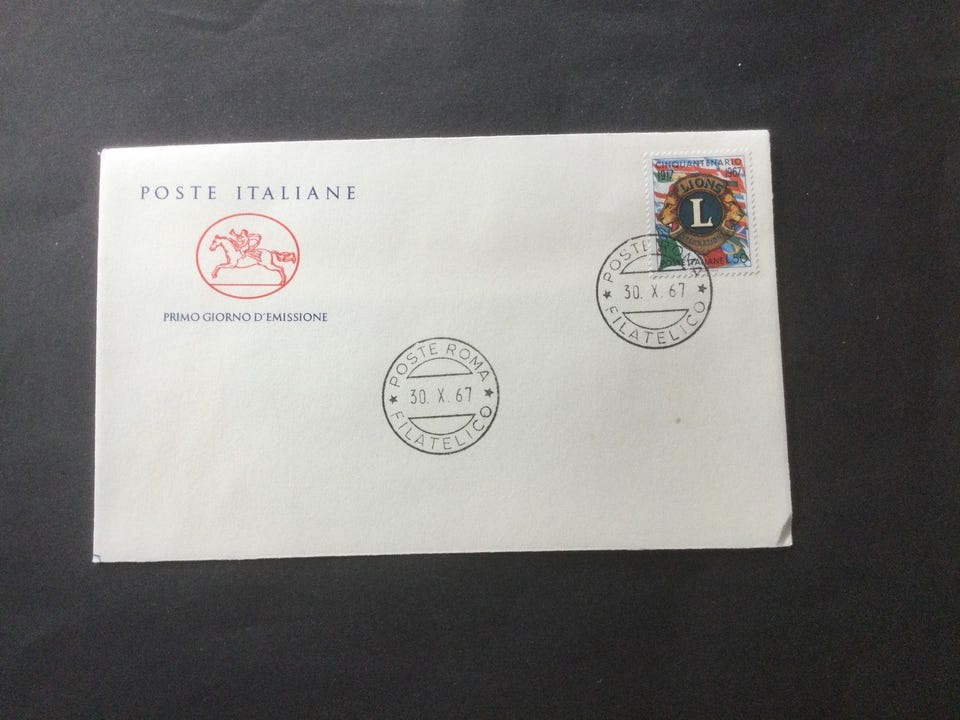 POSTE ITALIANE
PRIMO GIORNO D'EMISSIONE
CINQUANTENARIO
1917 1967
LIONS
L
POSTE ITALIANE L.50
POSTE ROMA
30. X. 67
FILATELICO
POSTE ROMA
30. X. 67
FILATELICO